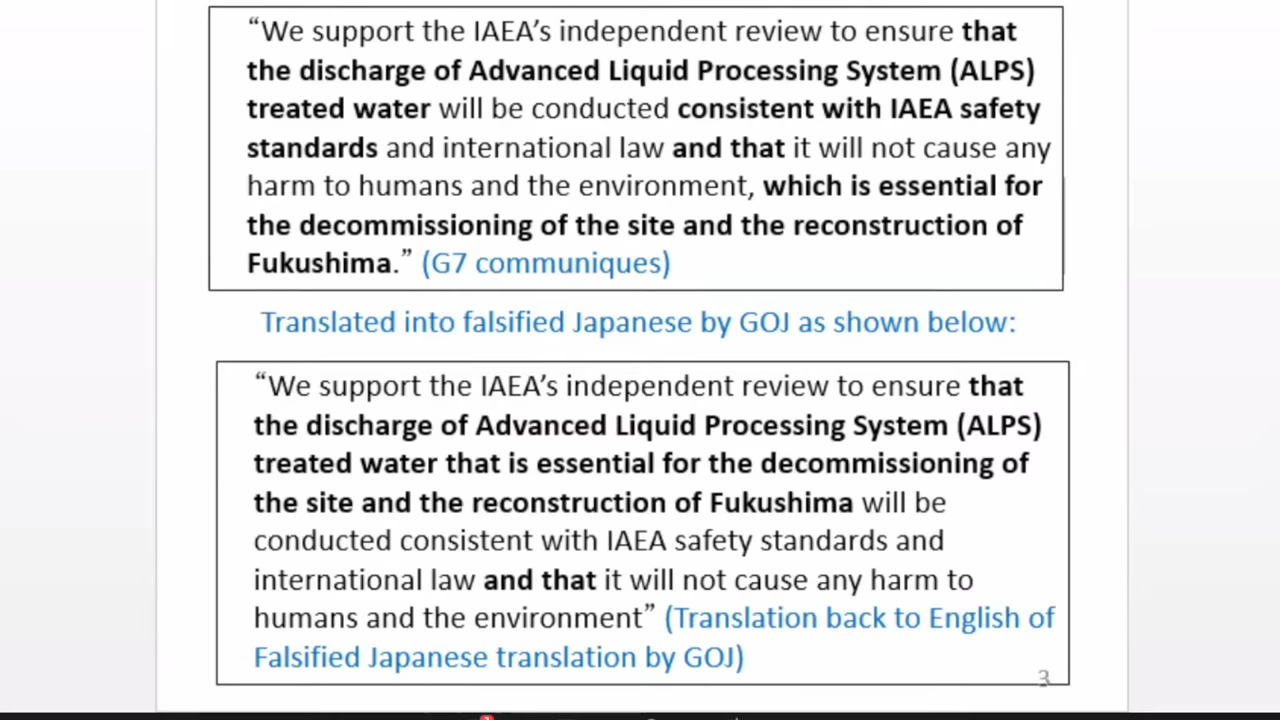 “We support the IAEA’s independent review to ensure that
the discharge of Advanced Liquid Processing System (ALPS)
treated water will be conducted consistent with IAEA safety
standards and international law and that it will not cause any
harm to humans and the environment, which is essential for
the decommissioning of the site and the reconstruction of
Fukushima.” (G7 communiques)
Translated into falsified Japanese by GOJ as shown below:
“We support the IAEA’s independent review to ensure that
the discharge of Advanced Liquid Processing System (ALPS)
treated water that is essential for the decommissioning of
the site and the reconstruction of Fukushima will be
conducted consistent with IAEA safety standards and
international law and that it will not cause any harm to
humans and the environment” (Translation back to English of
Falsified Japanese translation by GOJ)
3